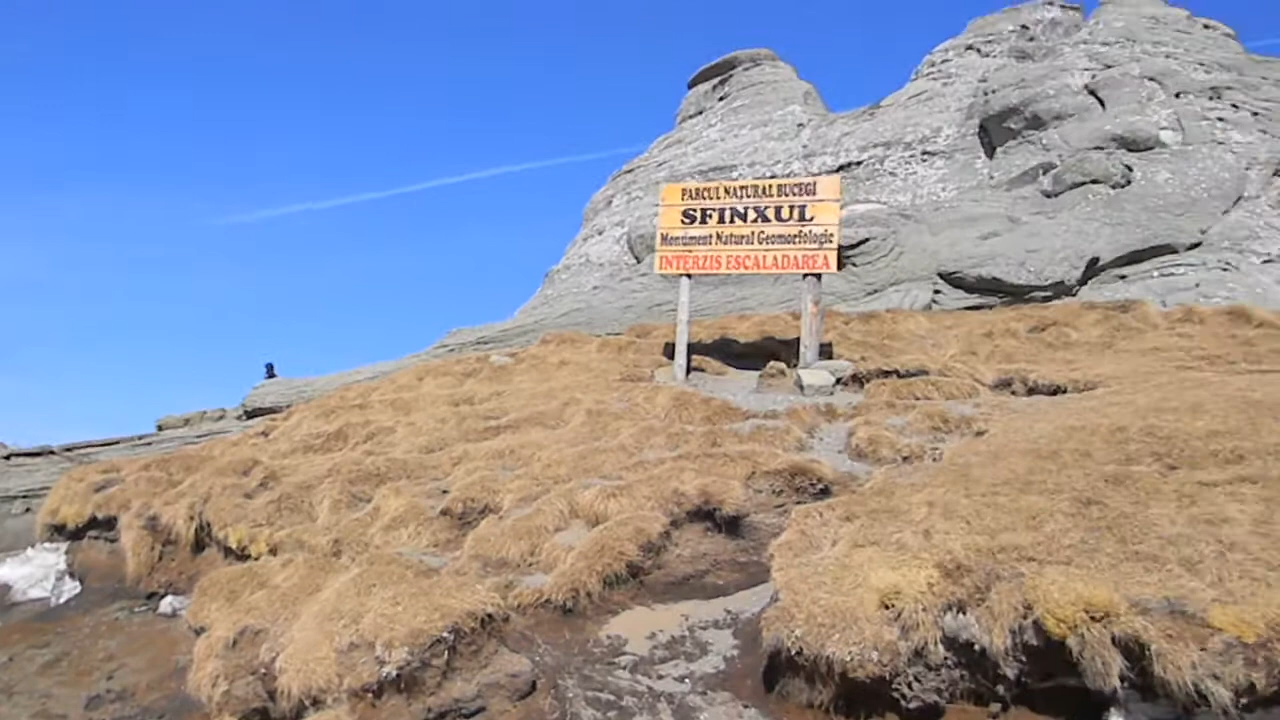 PARCUL NATURAL BUCEGI
SFINXUL
Monument Natural Geomorfologic
INTERZIS ESCALADAREA